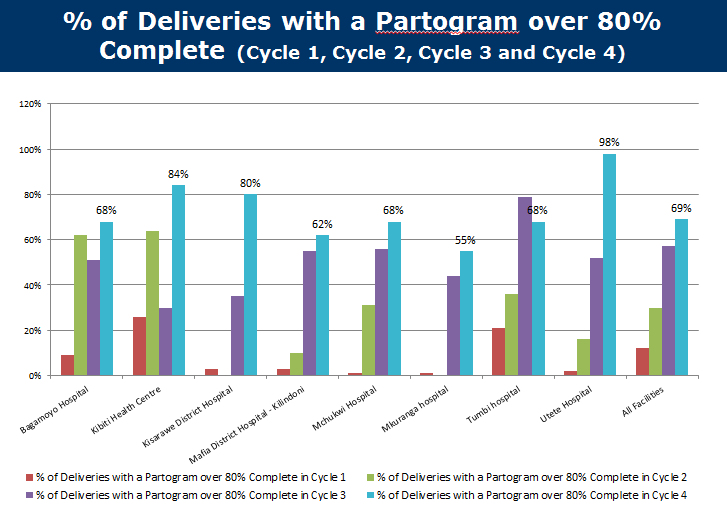 % of Deliveries with a Partogram over 80%
Complete (Cycle 1, Cycle 2, Cycle 3 and Cycle 4)
120%
100%
80%
60%
40%
20%
0%
68%
84%
80%
62%
68%
55%
68%
98%
69%
Bagamoyo Hospital
Kibiti Health Centre
Kisarawe District Hospital
Mafia District Hospital - Kilindoni
Mchukwi Hospital
Mkuranga hospital
Tumbi hospital
Utete Hospital
All Facilities
% of Deliveries with a Partogram over 80% Complete in Cycle 1
% of Deliveries with a Partogram over 80% Complete in Cycle 2
% of Deliveries with a Partogram over 80% Complete in Cycle 3
% of Deliveries with a Partogram over 80% Complete in Cycle 4